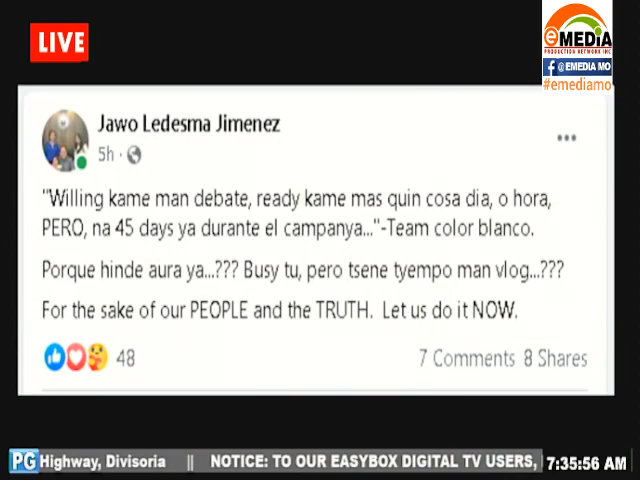 LIVE
eMEDIA
PRODUCTION NETWORK INC
f @EMEDIA MO
#emediamo
Jawo Ledesma Jimenez
5h ·
"Willing kame man debate, ready kame mas quin cosa dia, o hora,
PERO, na 45 days ya durante el campanya..."-Team color blanco.
Porque hinde aura ya...??? Busy tu, pero tsene tyempo man vlog...???
For the sake of our PEOPLE and the TRUTH. Let us do it NOW.
48
7 Comments 8 Shares
PG Highway, Divisoria || NOTICE: TO OUR EASYBOX DIGITAL TV USERS, 7:35:56 AM